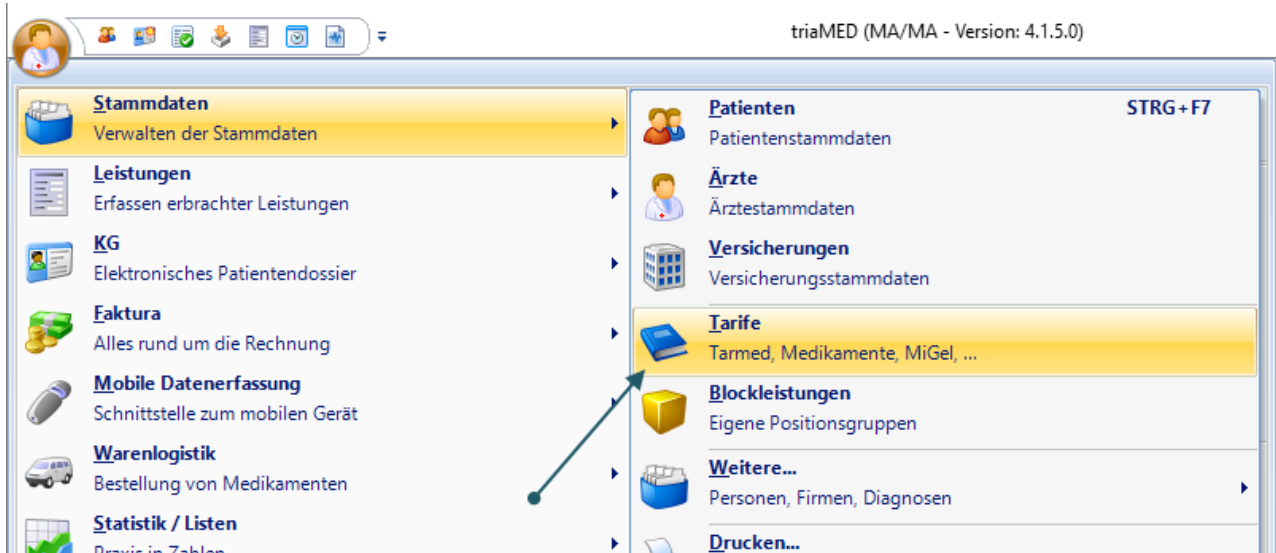 triaMED (MA/MA - Version: 4.1.5.0)
Stammdaten
Verwalten der Stammdaten
Leistungen
Erfassen erbrachter Leistungen
KG
Elektronisches Patientendossier
Faktura
Alles rund um die Rechnung
Mobile Datenerfassung
Schnittstelle zum mobilen Gerät
Warenlogistik
Bestellung von Medikamenten
Statistik / Listen
Praxis in Zahlen
Patienten STRG+F7
Patientenstammdaten
Ärzte
Ärztestammdaten
Versicherungen
Versicherungsstammdaten
Tarife
Tarmed, Medikamente, MiGel, ...
Blockleistungen
Eigene Positionsgruppen
Weitere...
Personen, Firmen, Diagnosen
Drucken...